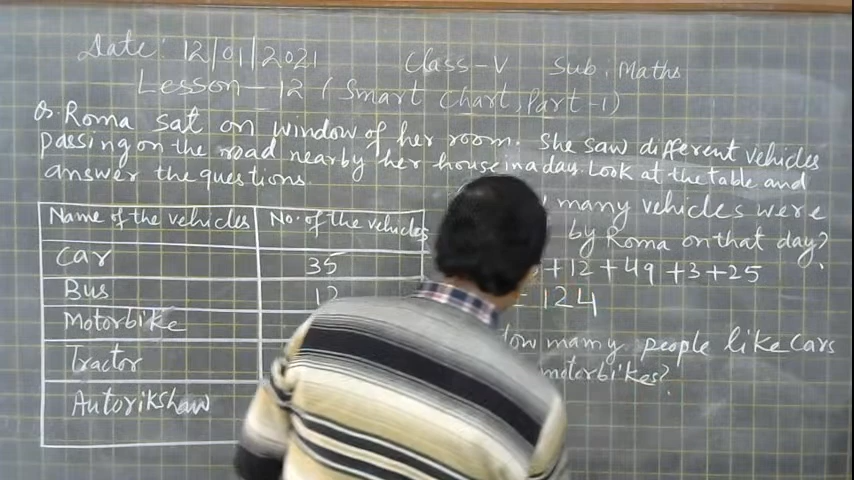 Date: 12/01/2021 Class-V Sub: Maths
Lesson-12 (Smart Chart, Part-1)
Q. Roma sat on window of her room. She saw different vehicles
passing on the road nearby her house in a day. Look at the table and
answer the questions.
Name of the vehicles No. of the vehicles
Car 35
Bus 12
Motorbike
Tractor
Autorikshaw
many vehicles were
by Roma on that day?
+12+49+3+25
= 124
many people like Cars
motorbikes?